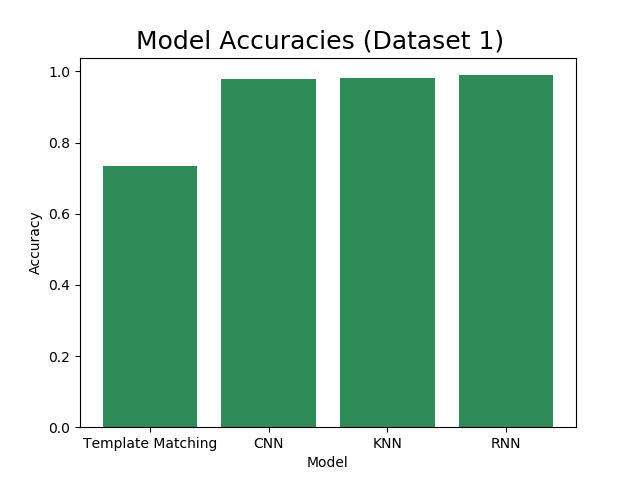 Model Accuracies (Dataset 1)
1.0
0.8
0.6
0.4
0.2
0.0
Accuracy
Template Matching
CNN
KNN
RNN
Model